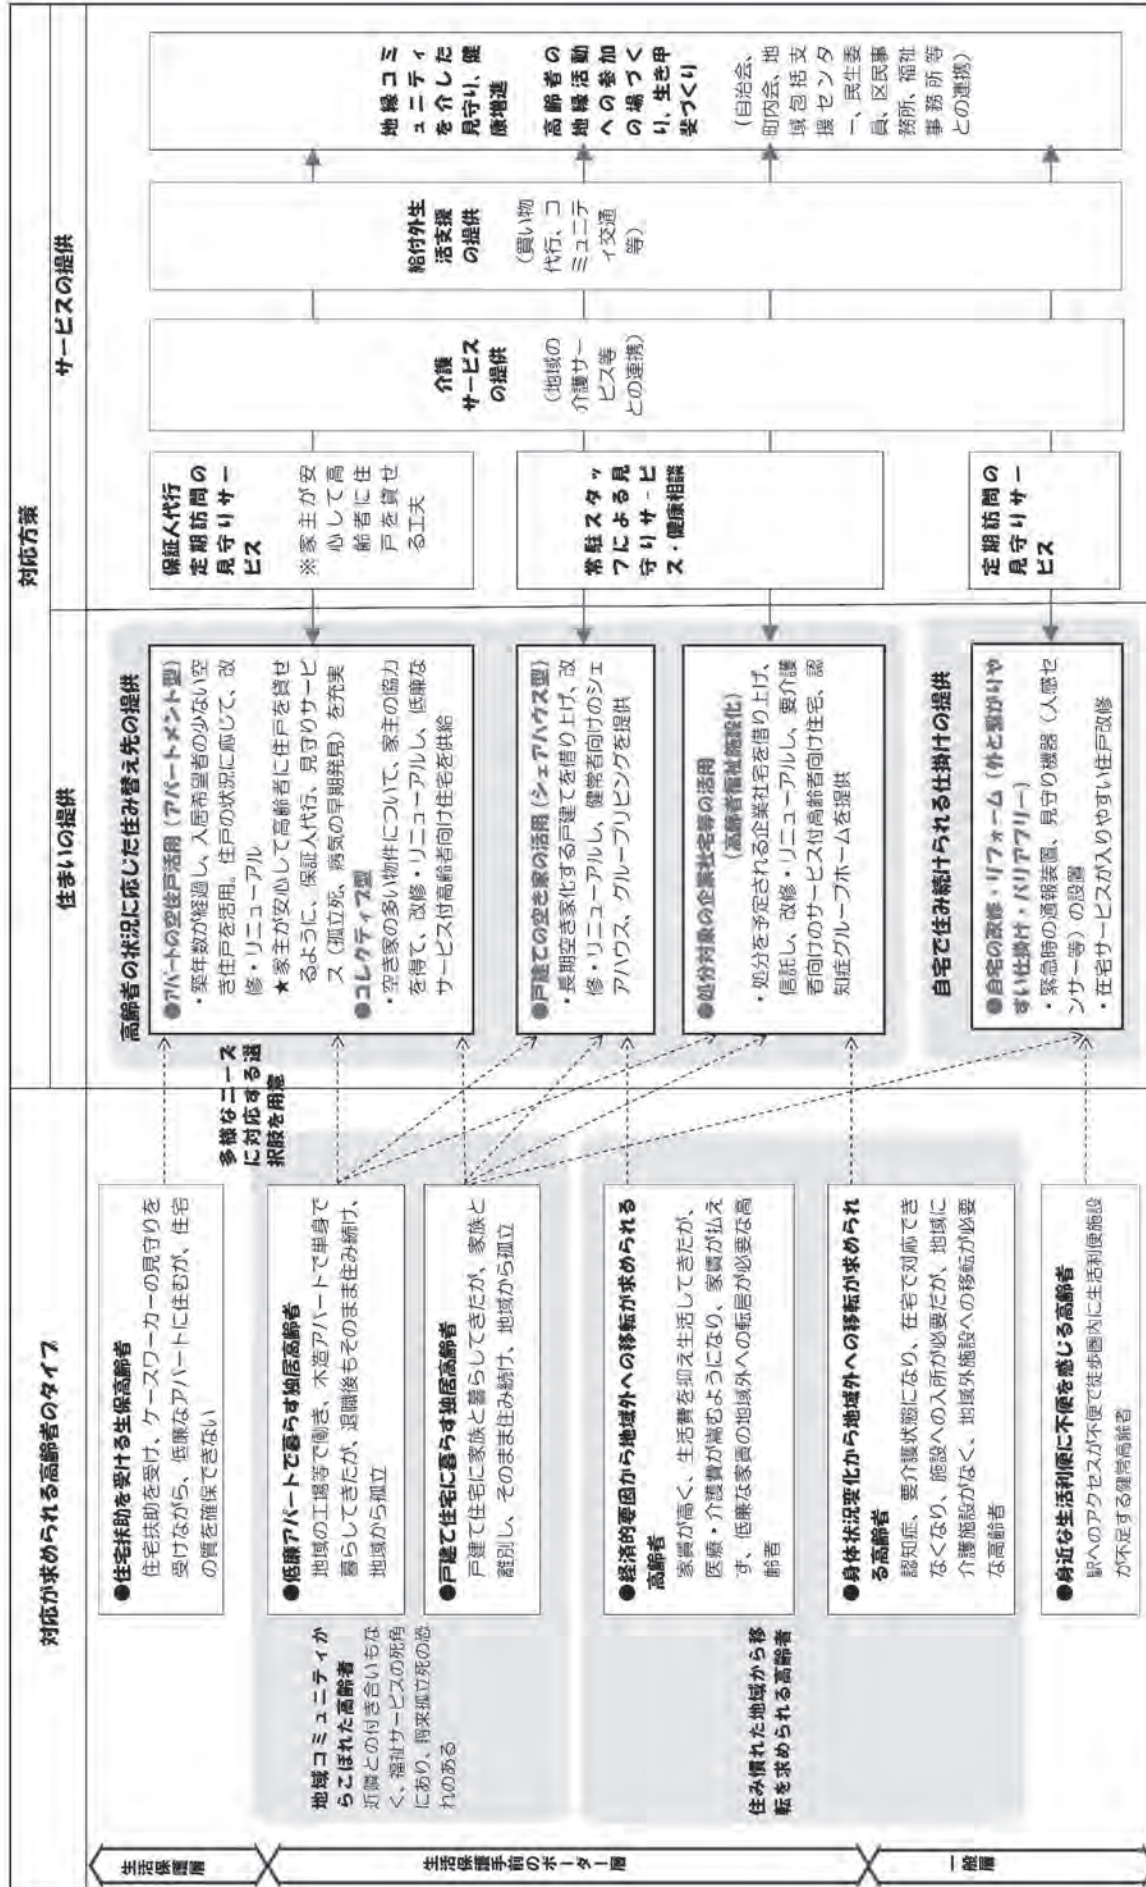 対応が求められる高齢者のタイプ
対応方策
住まいの提供
サービスの提供
生活保護層
生活保護手前のボーダー層
一般層
●住宅扶助を受ける生保高齢者
住宅扶助を受け、ケースワーカーの見守りを
受けながら、低廉なアパートに住むが、住宅
の質を確保できない
地域コミュニティか
らこぼれた高齢者
近隣との付き合いもな
く、福祉サービスの死角
にあり、将来孤立死の恐
れのある
●低廉アパートで暮らす独居高齢者
地域の工場等で働き、木造アパートで単身で
暮らしてきたが、退職後もそのまま住み続け、
地域から孤立
●戸建て住宅に暮らす独居高齢者
戸建て住宅に家族と暮らしてきたが、家族と
離別し、そのまま住み続け、地域から孤立
住み慣れた地域から移
転を求められる高齢者
●経済的要因から地域外への移転が求められる
高齢者
家賃が高く、生活費を抑え生活してきたが、
医療・介護費が嵩むようになり、家賃が払え
ず、低廉な家賃の地域外への転居が必要な高
齢者
●身体状況変化から地域外への移転が求められ
る高齢者
認知症、要介護状態になり、在宅で対応でき
なくなり、施設への入所が必要だが、地域に
介護施設がなく、地域外施設への移転が必要
な高齢者
●身近な生活利便に不便を感じる高齢者
駅へのアクセスが不便で徒歩圏内に生活利便施設
が不足する健常高齢者
多様なニーズ
に対応する選
択肢を用意
高齢者の状況に応じた住み替え先の提供
●アパートの空住戸活用（アパートメント型）
・築年数が経過し、入居希望者の少ない空
き住戸を活用。住戸の状況に応じて、改
修・リニューアル
★家主が安心して高齢者に住戸を貸せ
るように、保証人代行、見守りサービ
ス（孤立死、病気の早期発見）を充実
●コレクティブ型
・空き家の多い物件について、家主の協力
を得て、改修・リニューアルし、低廉な
サービス付高齢者向け住宅を供給
●戸建ての空き家の活用（シェアハウス型）
・長期空き家化する戸建てを借り上げ、改
修・リニューアルし、健常者向けのシェ
アハウス、グループリビングを提供
●処分対象の企業社宅等の活用
（高齢者福祉施設化）
・処分を予定される企業社宅を借り上げ、
信託し、改修・リニューアルし、要介護
者向けのサービス付高齢者向け住宅、認
知症グループホームを提供
自宅で住み続けられる仕掛けの提供
●自宅の改修・リフォーム（外と繋がりや
すい仕掛け・バリアフリー）
・緊急時の通報装置、見守り機器（人感セ
ンサー等）の設置
・在宅サービスが入りやすい住戸改修
保証人代行
定期訪問の
見守りサー
ビス
※家主が安
心して高
齢者に住
戸を貸せ
る工夫
常駐スタッ
フによる見
守りサービ
ス・健康相談
定期訪問の
見守りサー
ビス
介護
サービス
の提供
（地域の
介護サー
ビス等
との連携）
給付外生
活支援
の提供
（買い物
代行、コ
ミュニテ
ィ交通
等）
地縁コミ
ュニティ
を介した
見守り、健
康増進
高齢者の
地縁活動
への参加
の場づく
り、生き甲
斐づくり
（自治会、
町内会、地
域包括支
援センタ
ー、民生委
員、区民事
務所、福祉
事務所等
との連携）